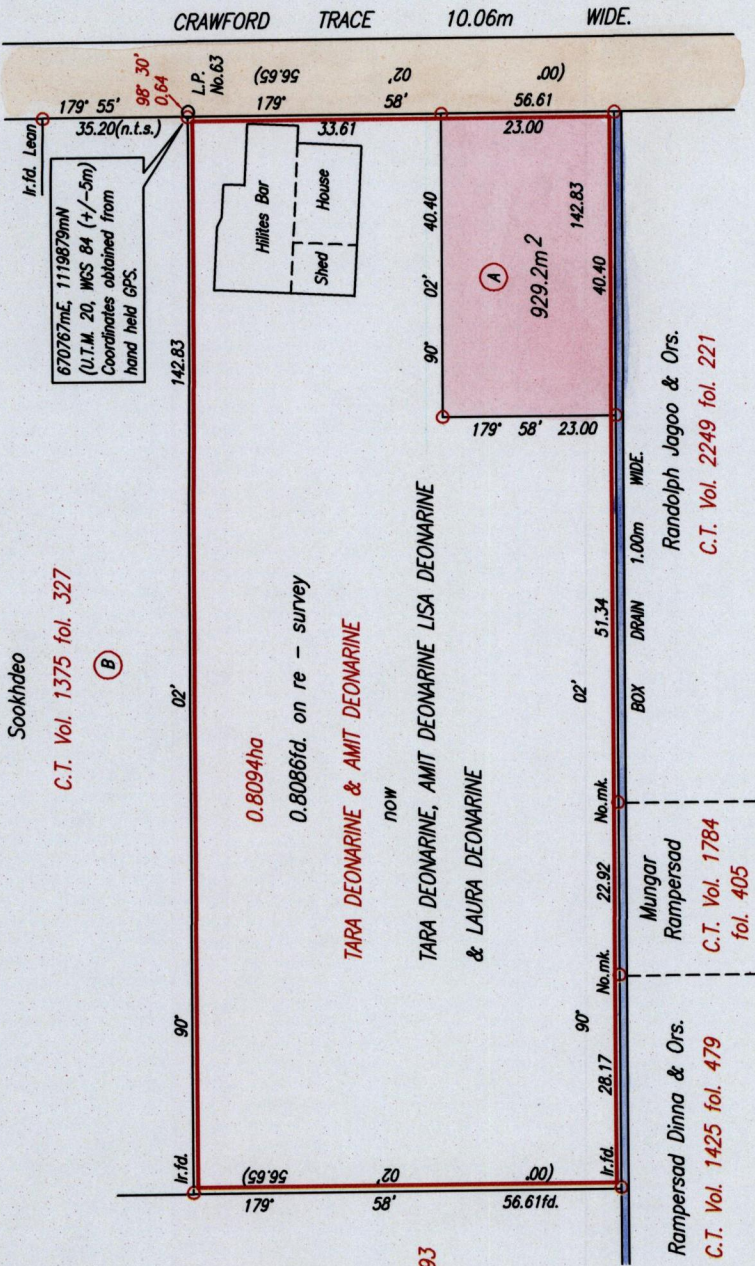 CRAWFORD TRACE 10.06m WIDE.
179° 55'
35.20(n.t.s.)
Ir.fd. Lean
98° 30'
0.64
L.P.
No.63
(56.65) 02' 00')
179° 58' 56.61
33.61
23.00
670767mE, 1119879mN
(U.T.M. 20, WGS 84 (+/-5m)
Coordinates obtained from
hand held GPS.
Hilites Bar
House
Shed
90° 02' 40.40
A
929.2m2
142.83
40.40
179° 58' 23.00
90° 02' 142.83
Sookhdeo
C.T. Vol. 1375 fol. 327
B
0.8094ha
0.8086fd. on re - survey
TARA DEONARINE & AMIT DEONARINE
now
TARA DEONARINE, AMIT DEONARINE LISA DEONARINE
& LAURA DEONARINE
90° 02'
28.17 22.92 51.34
Ir.fd. No.mk. No.mk.
BOX DRAIN 1.00m WIDE.
Randolph Jagoo & Ors.
C.T. Vol. 2249 fol. 221
Mungar
Rampersad
C.T. Vol. 1784
fol. 405
Rampersad Dinna & Ors.
C.T. Vol. 1425 fol. 479
Ir.fd.
(56.65) 02' 00')
179° 58' 56.61fd.
93